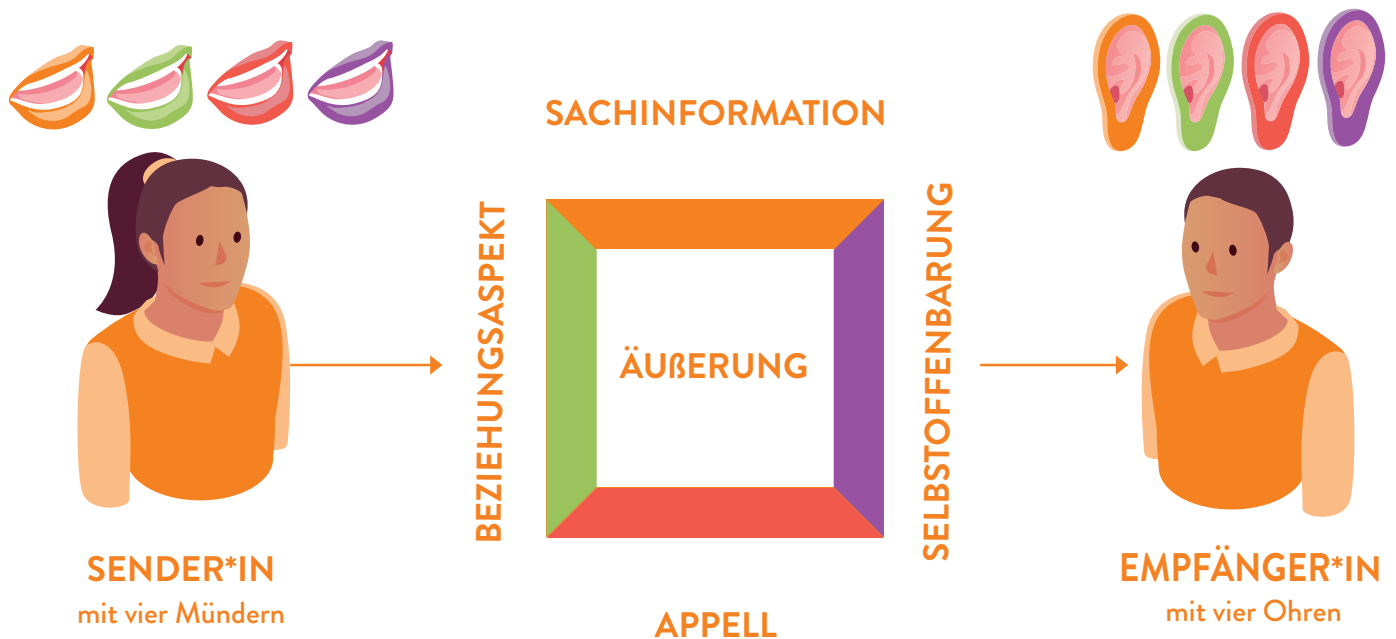 SACHINFORMATION
BEZIEHUNGSASPEKT
ÄUßERUNG
SELBSTOFFENBARUNG
SENDER*IN
mit vier Mündern
APPELL
EMPFÄNGER*IN
mit vier Ohren